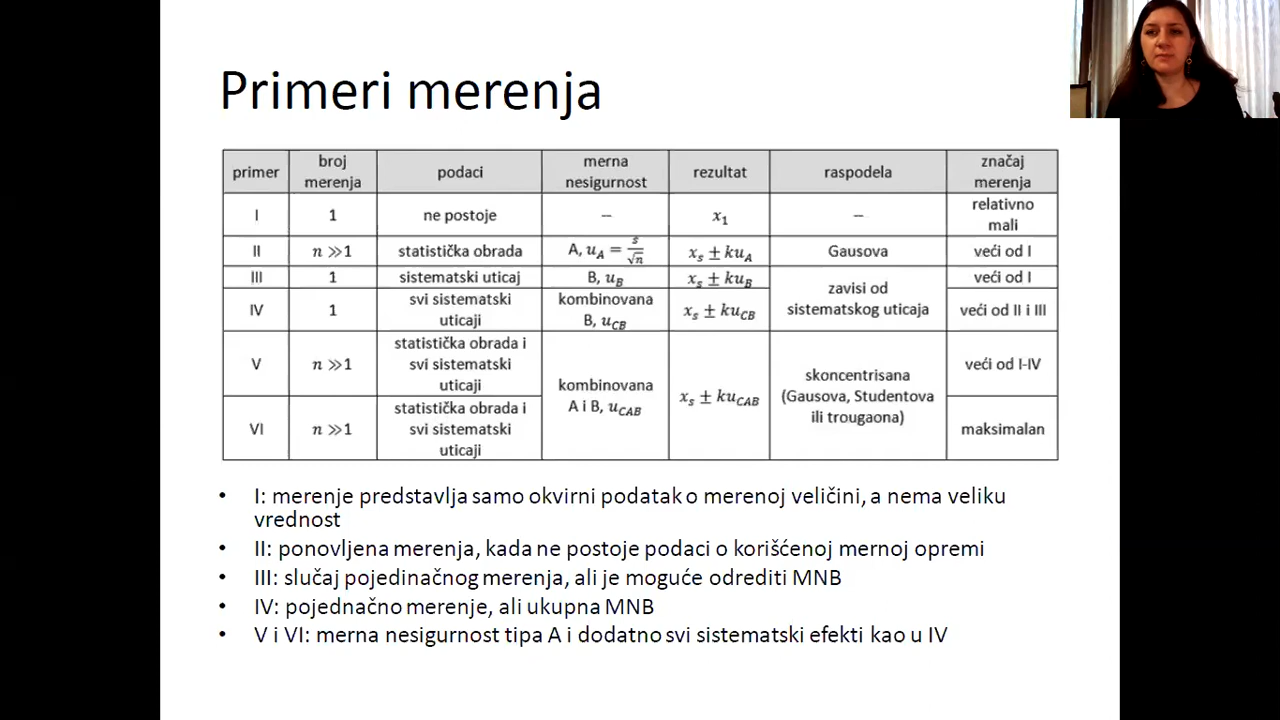 Primeri merenja
primer | broj merenja | podaci | merna nesigurnost | rezultat | raspodela | značaj merenja
I | 1 | ne postoje | – | x₁ | – | relativno mali
II | n ≫1 | statistička obrada | A, u_A = s/√n | x_s ± ku_A | Gausova | veći od I
III | 1 | sistematski uticaj | B, u_B | x_s ± ku_B | zavisi od sistematskog uticaja | veći od I
IV | 1 | svi sistematski uticaji | kombinovana B, u_CB | x_s ± ku_CB | veći od II i III
V | n ≫1 | statistička obrada i svi sistematski uticaji | kombinovana A i B, u_CAB | x_s ± ku_CAB | skoncentrisana (Gausova, Studentova ili trougaona) | veći od I-IV
VI | n ≫1 | statistička obrada i svi sistematski uticaji | maksimalan
• I: merenje predstavlja samo okvirni podatak o merenoj veličini, a nema veliku
vrednost
• II: ponovljena merenja, kada ne postoje podaci o korišćenoj mernoj opremi
• III: slučaj pojedinačnog merenja, ali je moguće odrediti MNB
• IV: pojednačno merenje, ali ukupna MNB
• V i VI: merna nesigurnost tipa A i dodatno svi sistematski efekti kao u IV